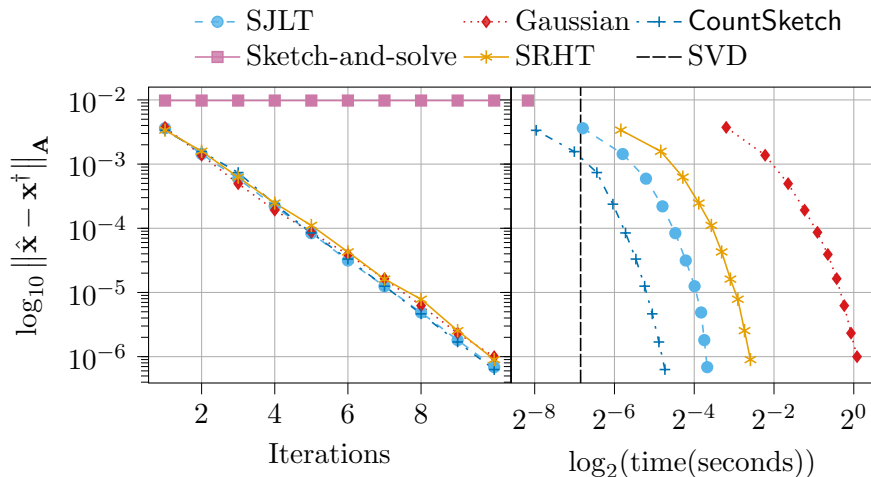 SJLT Gaussian CountSketch
Sketch-and-solve SRHT SVD
log₁₀ ||x̂ − x†||_A
10⁻²
10⁻³
10⁻⁴
10⁻⁵
10⁻⁶
2 4 6 8
Iterations
2⁻⁸ 2⁻⁶ 2⁻⁴ 2⁻² 2⁰
log₂(time(seconds))